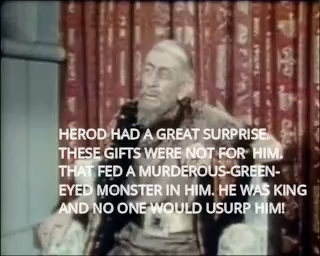 HEROD HAD A GREAT SURPRISE.
THESE GIFTS WERE NOT FOR HIM.
THAT FED A MURDEROUS-GREEN-
EYED MONSTER IN HIM. HE WAS KING
AND NO ONE WOULD USURP HIM!